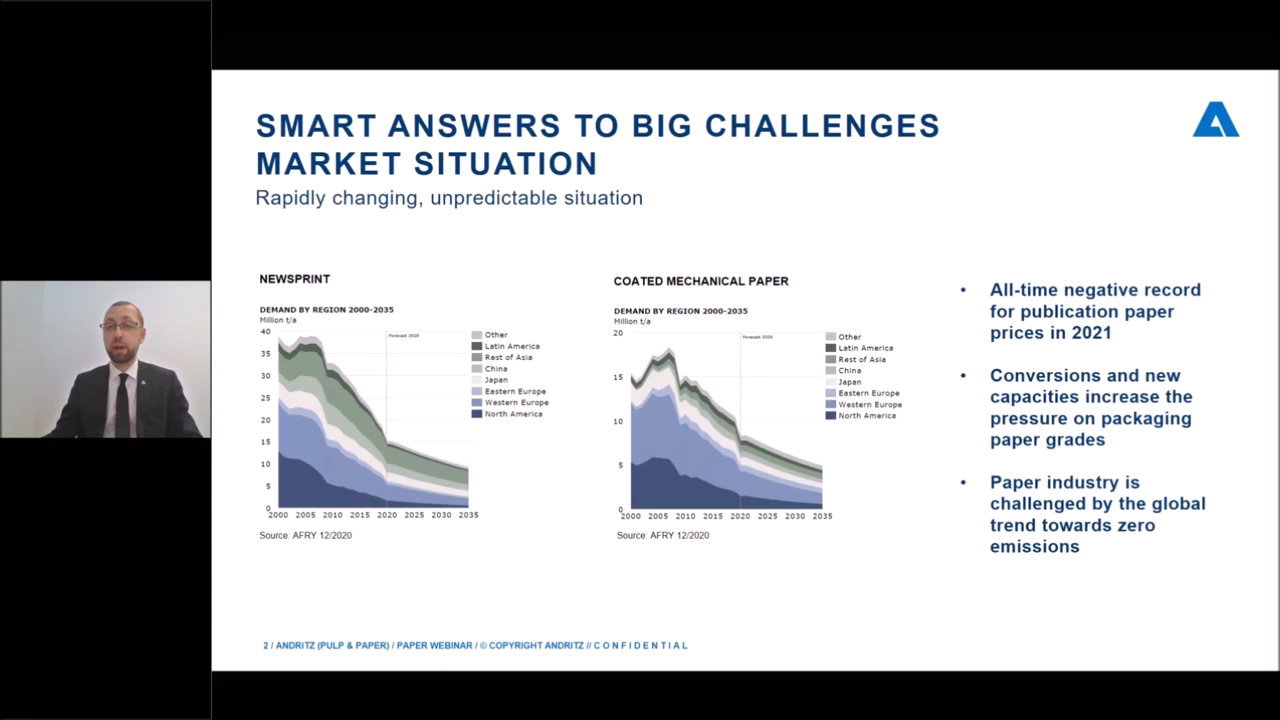 SMART ANSWERS TO BIG CHALLENGES
MARKET SITUATION
Rapidly changing, unpredictable situation
NEWSPRINT
DEMAND BY REGION 2000-2035
Million t/a
40
35
30
25
20
15
10
5
0
Forecast 2020
2000 2005 2010 2015 2020 2025 2030 2035
Other
Latin America
Rest of Asia
China
Japan
Eastern Europe
Western Europe
North America
Source: AFRY 12/2020
COATED MECHANICAL PAPER
DEMAND BY REGION 2000-2035
Million t/a
20
15
10
5
0
Forecast 2020
2000 2005 2010 2015 2020 2025 2030 2035
Other
Latin America
Rest of Asia
China
Japan
Eastern Europe
Western Europe
North America
Source: AFRY 12/2020
• All-time negative record
for publication paper
prices in 2021
• Conversions and new
capacities increase the
pressure on packaging
paper grades
• Paper industry is
challenged by the global
trend towards zero
emissions
2 / ANDRITZ (PULP & PAPER) / PAPER WEBINAR / © COPYRIGHT ANDRITZ // C O N F I D E N T I A L